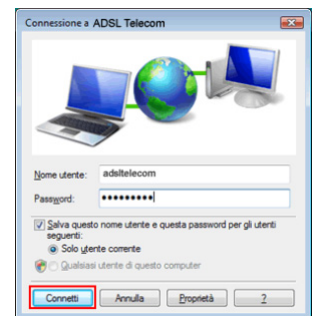 Connessione a ADSL Telecom
Nome utente: adsltelecom
Password: •••••••••
Salva questo nome utente e questa password per gli utenti
seguenti:
Solo utente corrente
Qualsiasi utente di questo computer
Connetti Annulla Proprietà ?